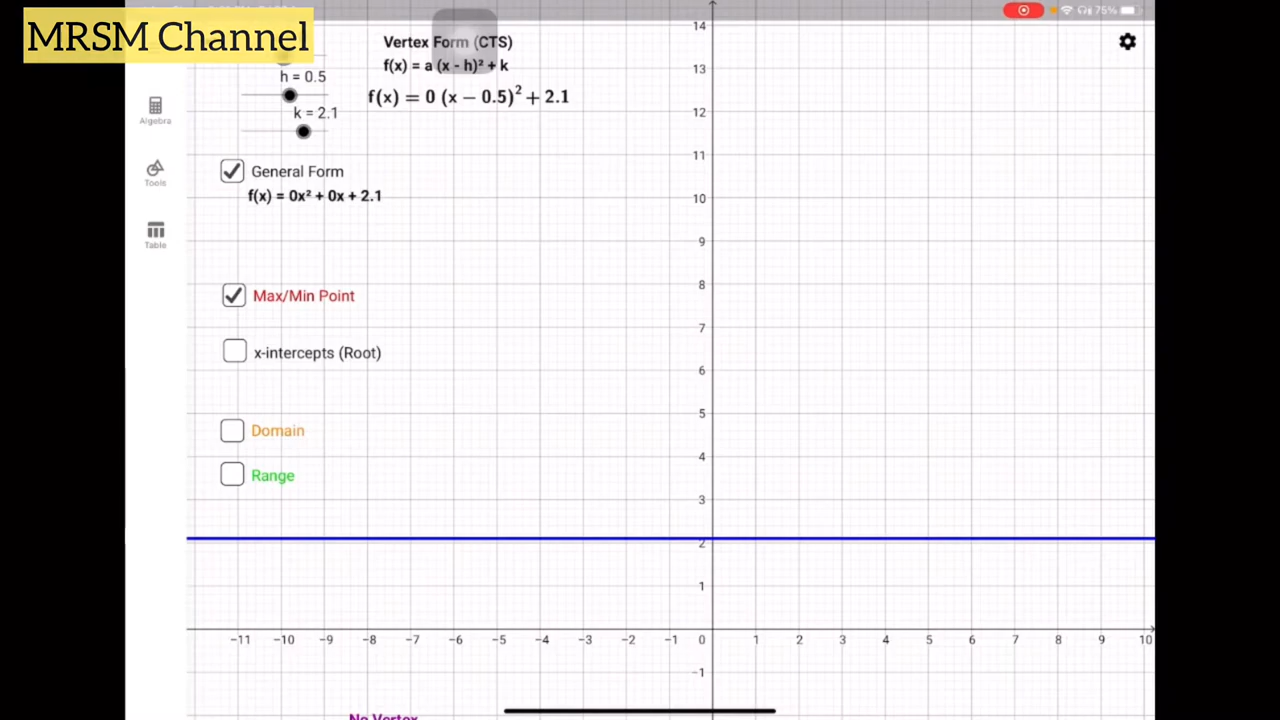 75%
MRSM Channel
Vertex Form (CTS)
f(x) = a (x - h)² + k
h = 0.5
f(x) = 0 (x − 0.5)² + 2.1
k = 2.1
Algebra
General Form
f(x) = 0x² + 0x + 2.1
Tools
Table
Max/Min Point
x-intercepts (Root)
Domain
Range
14
13
12
11
10
9
8
7
6
5
4
3
2
1
−11 −10 −9 −8 −7 −6 −5 −4 −3 −2 −1 0 1 2 3 4 5 6 7 8 9 10
−1
No Vertex